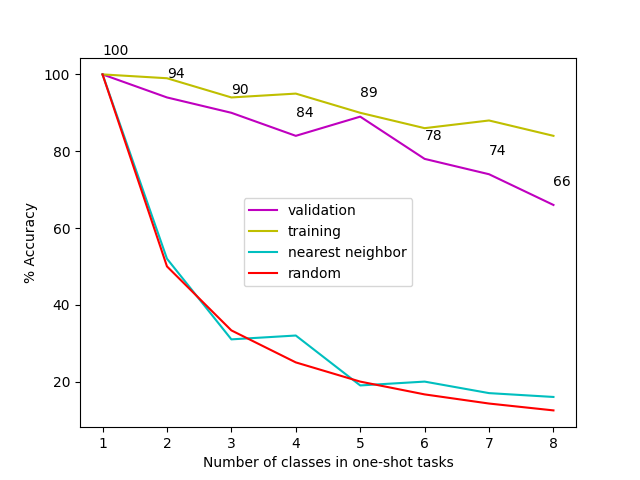 100
94
90
84
89
78
74
66
100
80
60
40
20
% Accuracy
validation
training
nearest neighbor
random
1 2 3 4 5 6 7 8
Number of classes in one-shot tasks